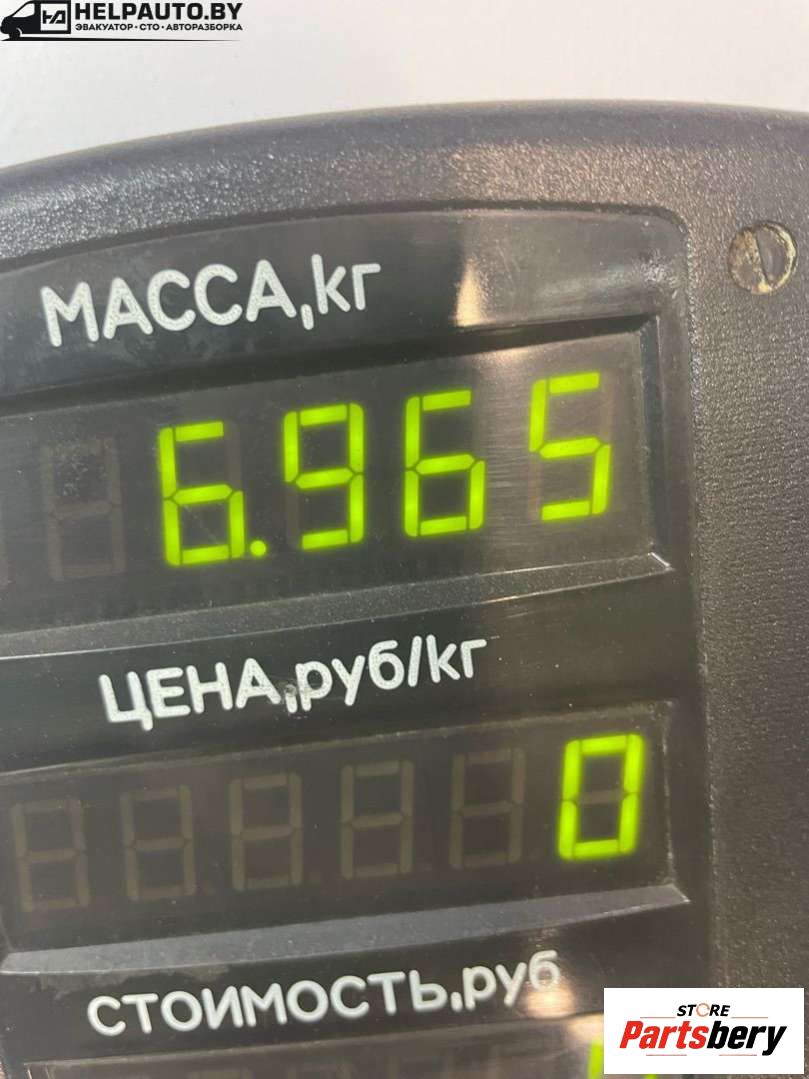 HELPAUTO.BY
ЭВАКУАТОР·СТО·АВТОРАЗБОРКА
МАССА,кг
6.965
ЦЕНА,руб/кг
0
СТОИМОСТЬ,руб
STORE
Partsbery